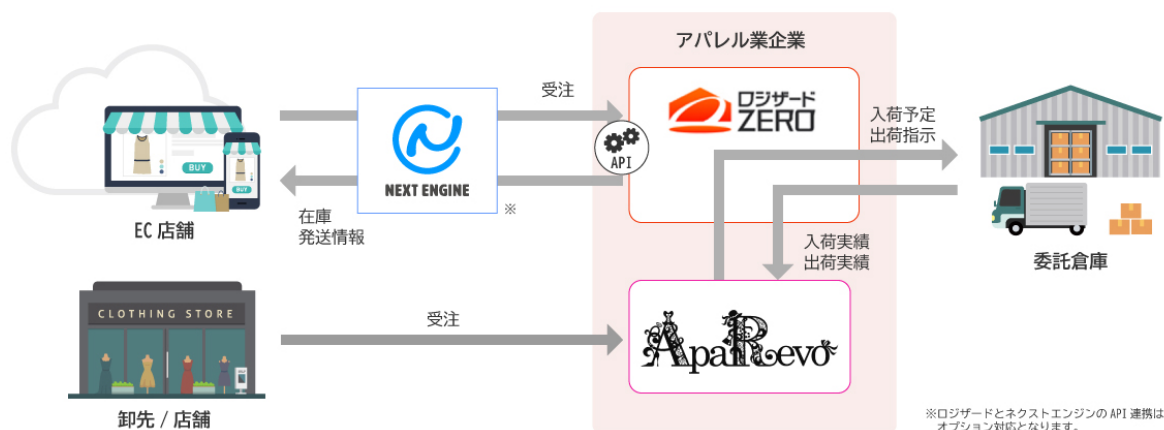 アパレル業企業
受注
ロジザード
ZERO
入荷予定
出荷指示
API
BUY
BUY
NEXT ENGINE
※
在庫
発送情報
EC 店舗
入荷実績
出荷実績
委託倉庫
CLOTHING STORE
受注
ApaRevo
卸先 / 店舗
※ロジザードとネクストエンジンの API 連携は
オプション対応となります。